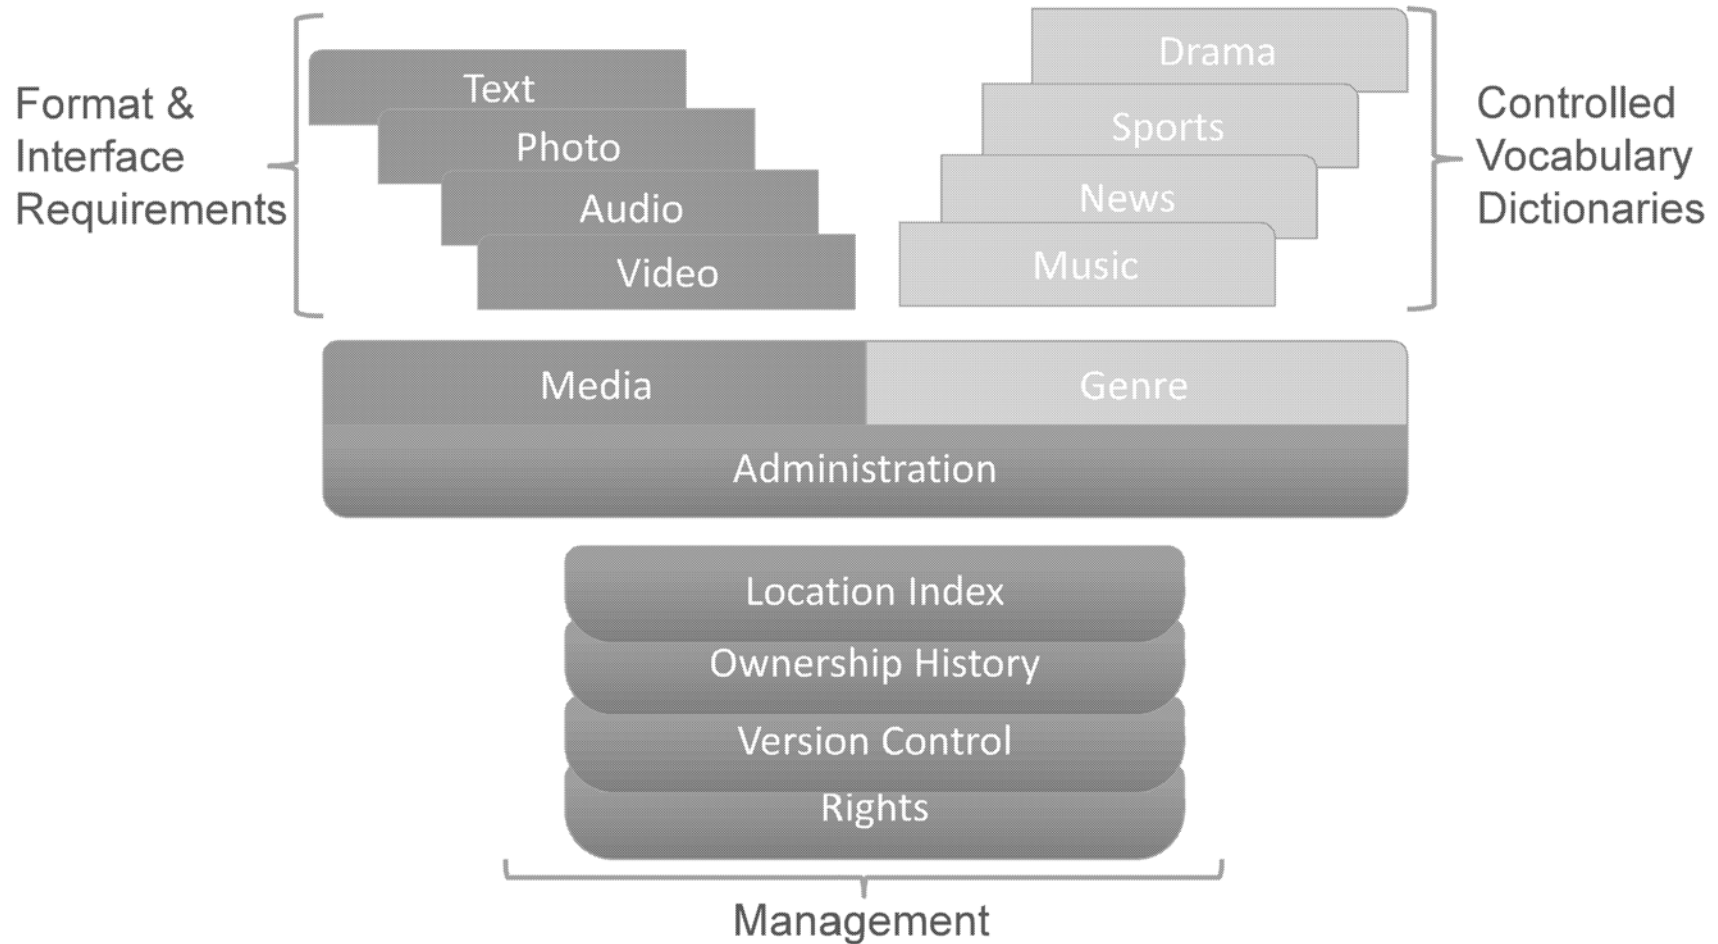 Format &
Interface
Requirements
Text
Photo
Audio
Video
Drama
Sports
News
Music
Controlled
Vocabulary
Dictionaries
Media
Genre
Administration
Location Index
Ownership History
Version Control
Rights
Management